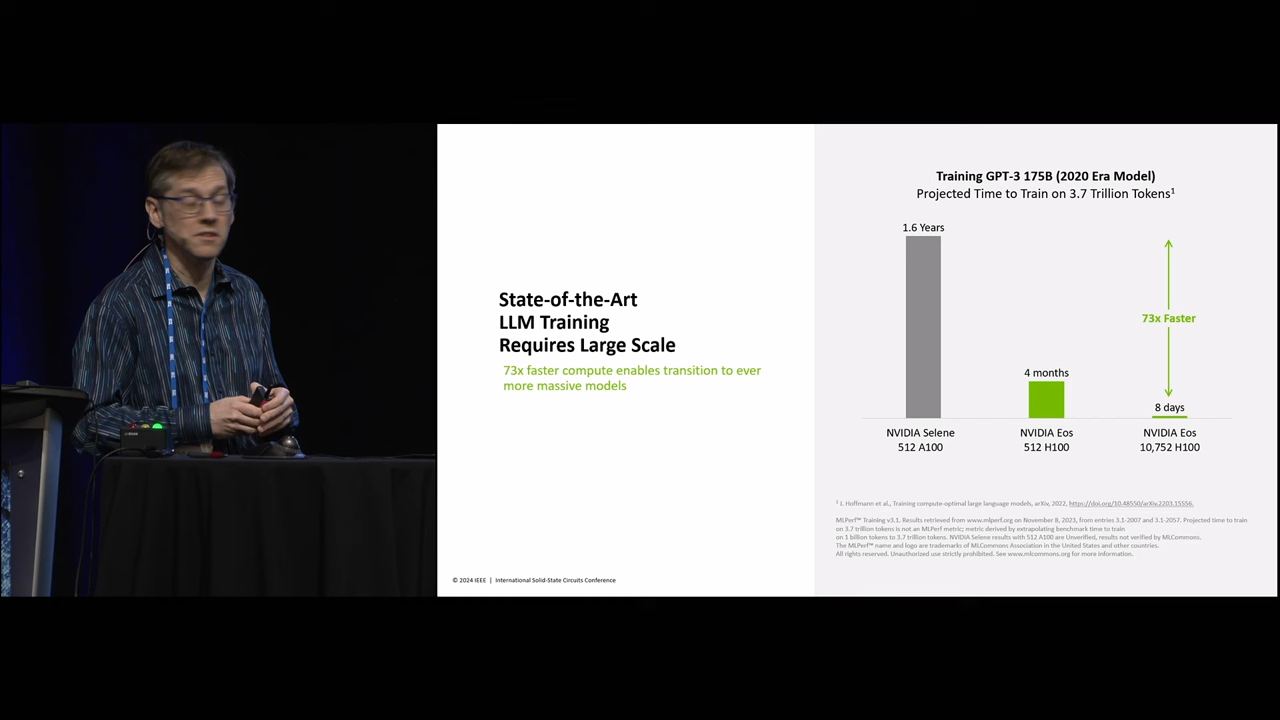 State-of-the-Art
LLM Training
Requires Large Scale
73x faster compute enables transition to ever
more massive models
© 2024 IEEE | International Solid-State Circuits Conference
Training GPT-3 175B (2020 Era Model)
Projected Time to Train on 3.7 Trillion Tokens¹
1.6 Years
4 months
8 days
73x Faster
NVIDIA Selene
512 A100
NVIDIA Eos
512 H100
NVIDIA Eos
10,752 H100
¹ J. Hoffmann et al., Training compute-optimal large language models, arXiv, 2022, https://doi.org/10.48550/arXiv.2203.15556.
MLPerf™ Training v3.1. Results retrieved from www.mlperf.org on November 8, 2023, from entries 3.1-2007 and 3.1-2057. Projected time to train
on 3.7 trillion tokens is not an MLPerf metric; metric derived by extrapolating benchmark time to train
on 1 billion tokens to 3.7 trillion tokens. NVIDIA Selene results with 512 A100 are Unverified, results not verified by MLCommons.
The MLPerf™ name and logo are trademarks of MLCommons Association in the United States and other countries.
All rights reserved. Unauthorized use strictly prohibited. See www.mlcommons.org for more information.